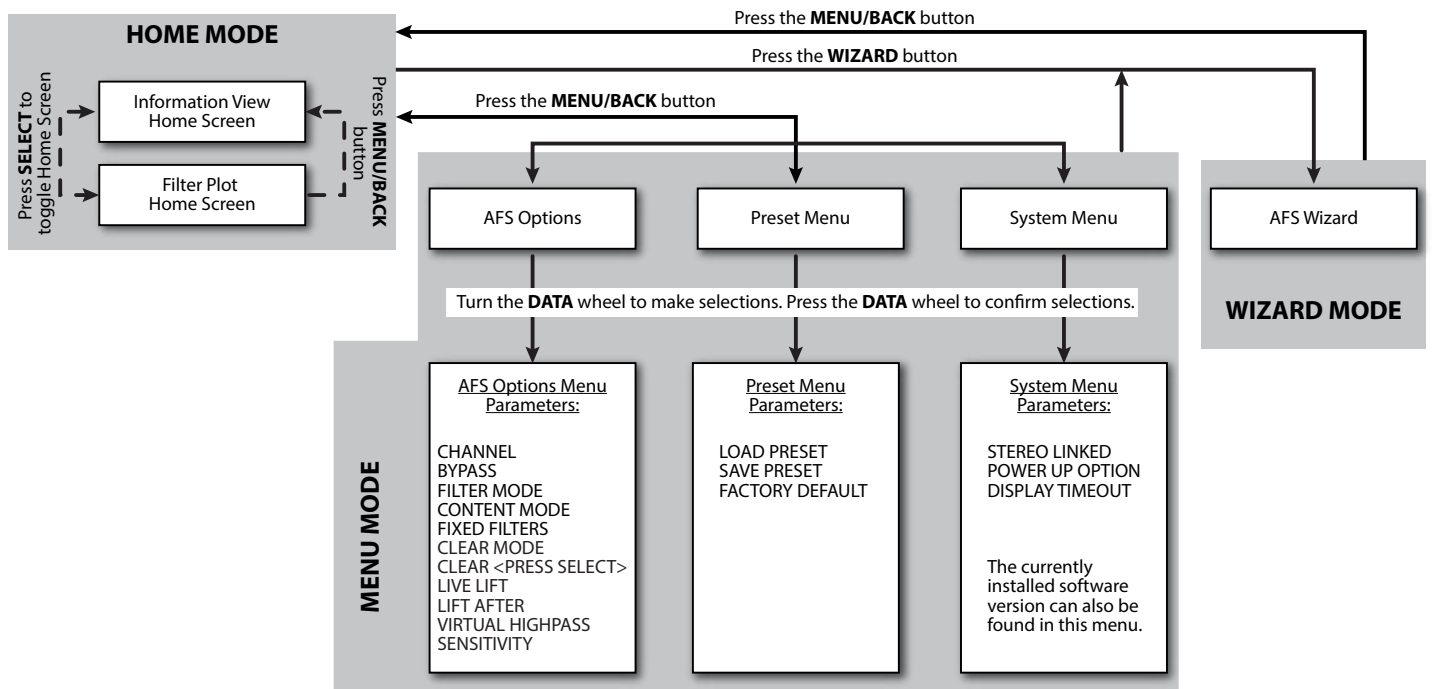 HOME MODE
Press SELECT to
toggle Home Screen
Information View
Home Screen
Filter Plot
Home Screen
Press MENU/BACK
button
Press the MENU/BACK button
Press the WIZARD button
Press the MENU/BACK button
AFS Options
Preset Menu
System Menu
AFS Wizard
WIZARD MODE
Turn the DATA wheel to make selections. Press the DATA wheel to confirm selections.
MENU MODE
AFS Options Menu
Parameters:
CHANNEL
BYPASS
FILTER MODE
CONTENT MODE
FIXED FILTERS
CLEAR MODE
CLEAR <PRESS SELECT>
LIVE LIFT
LIFT AFTER
VIRTUAL HIGHPASS
SENSITIVITY
Preset Menu
Parameters:
LOAD PRESET
SAVE PRESET
FACTORY DEFAULT
System Menu
Parameters:
STEREO LINKED
POWER UP OPTION
DISPLAY TIMEOUT
The currently
installed software
version can also be
found in this menu.